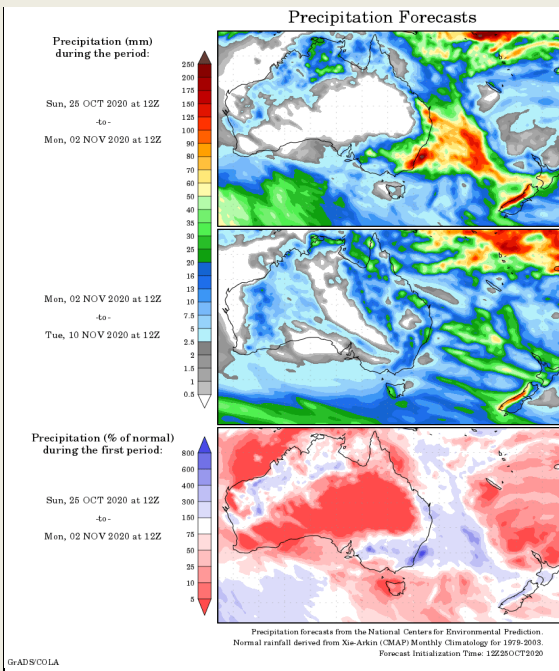 Precipitation Forecasts
Precipitation (mm)
during the period:
Sun, 25 OCT 2020 at 12Z
-to-
Mon, 02 NOV 2020 at 12Z
250
200
175
150
125
100
90
80
70
60
50
40
35
30
25
20
16
13
10
7.5
5
2.5
2
1.5
1
0.5
Mon, 02 NOV 2020 at 12Z
-to-
Tue, 10 NOV 2020 at 12Z
Precipitation (% of normal)
during the first period:
Sun, 25 OCT 2020 at 12Z
-to-
Mon, 02 NOV 2020 at 12Z
800
600
400
300
150
75
50
25
10
5
Precipitation forecasts from the National Centers for Environmental Prediction.
Normal rainfall derived from Xie-Arkin (CMAP) Monthly Climatology for 1979-2003.
Forecast Initialization Time: 12Z25OCT2020
GrADS/COLA